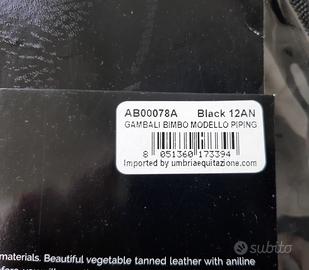 AB00078A Black 12AN
GAMBALI BIMBO MODELLO PIPING
8 051360 173394
Imported by umbriaequitazione.com
materials. Beautiful vegetable tanned leather with aniline
subito